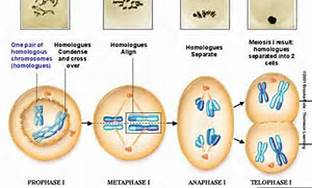 One pair of
homologous
chromosomes
(homologues)
Homologues
Condense
and cross
over
Homologues
Align
Homologues
Separate
Meiosis I result:
homologues
separated into 2
cells
PROPHASE I
METAPHASE I
ANAPHASE I
TELOPHASE I